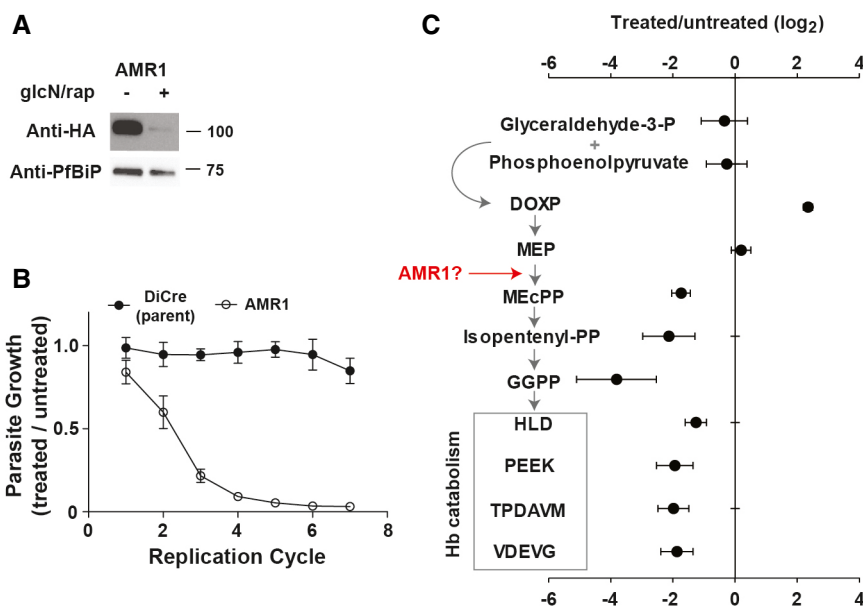 A
AMR1
glcN/rap - +
Anti-HA — 100
Anti-PfBiP — 75
B
DiCre (parent)
AMR1
Parasite Growth
(treated / untreated)
1.0
0.5
0
0 2 4 6 8
Replication Cycle
C
Treated/untreated (log2)
-6 -4 -2 0 2 4
Glyceraldehyde-3-P
+
Phosphoenolpyruvate
DOXP
MEP
AMR1?
MEcPP
Isopentenyl-PP
GGPP
Hb catabolism
HLD
PEEK
TPDAVM
VDEVG
-6 -4 -2 0 2 4